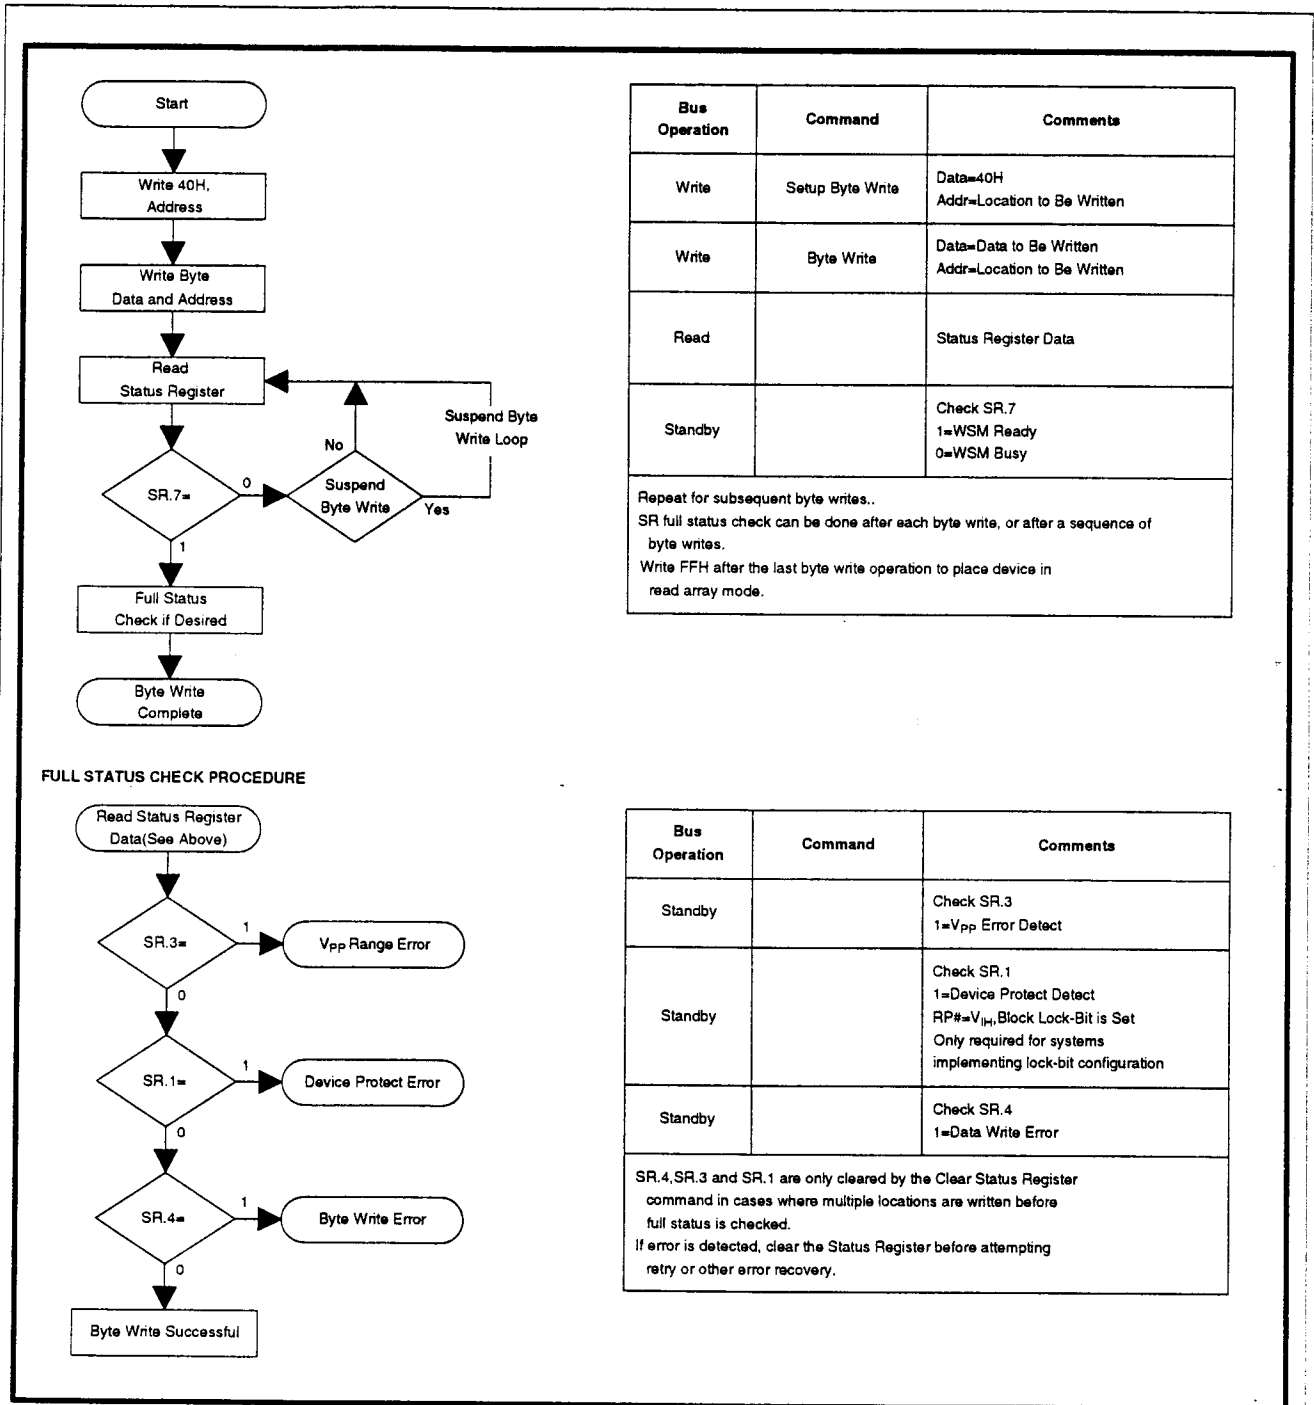 Start
Write 40H,
Address
Write Byte
Data and Address
Read
Status Register
Suspend Byte
Write Loop
No
SR.7=
0
Suspend
Byte Write
Yes
1
Full Status
Check if Desired
Byte Write
Complete
Bus
Operation
Command
Comments
Write
Setup Byte Write
Data=40H
Addr=Location to Be Written
Write
Byte Write
Data=Data to Be Written
Addr=Location to Be Written
Read
Status Register Data
Standby
Check SR.7
1=WSM Ready
0=WSM Busy
Repeat for subsequent byte writes..
SR full status check can be done after each byte write, or after a sequence of
byte writes.
Write FFH after the last byte write operation to place device in
read array mode.
FULL STATUS CHECK PROCEDURE
Read Status Register
Data(See Above)
SR.3=
1
VPP Range Error
0
SR.1=
1
Device Protect Error
0
SR.4=
1
Byte Write Error
0
Byte Write Successful
Bus
Operation
Command
Comments
Standby
Check SR.3
1=VPP Error Detect
Standby
Check SR.1
1=Device Protect Detect
RP#=VIH,Block Lock-Bit is Set
Only required for systems
implementing lock-bit configuration
Standby
Check SR.4
1=Data Write Error
SR.4,SR.3 and SR.1 are only cleared by the Clear Status Register
command in cases where multiple locations are written before
full status is checked.
If error is detected, clear the Status Register before attempting
retry or other error recovery.